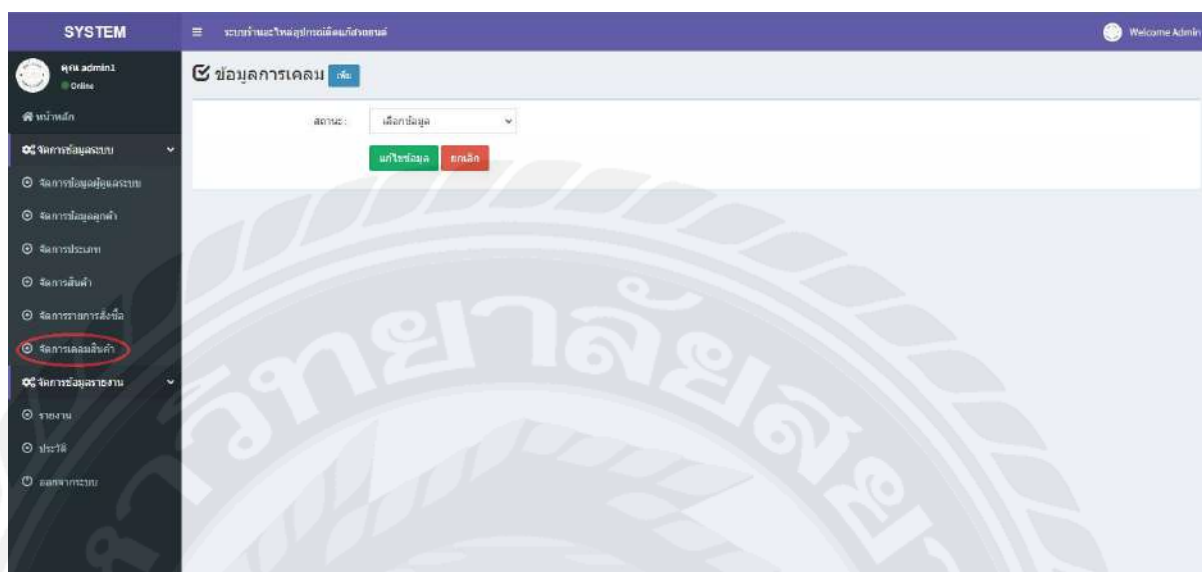 SYSTEM
ระบบร้านอะไหล่อุปกรณ์ติดแก๊สรถยนต์
Welcome Admin
คุณ admin1
Online
หน้าหลัก
จัดการข้อมูลระบบ
จัดการข้อมูลผู้ดูแลระบบ
จัดการข้อมูลลูกค้า
จัดการประเภท
จัดการสินค้า
จัดการรายการสั่งซื้อ
จัดการเคลมสินค้า
จัดการข้อมูลรายงาน
รายงาน
ประวัติ
ออกจากระบบ
ข้อมูลการเคลม เพิ่ม
สถานะ : เลือกข้อมูล
แก้ไขข้อมูล ยกเลิก